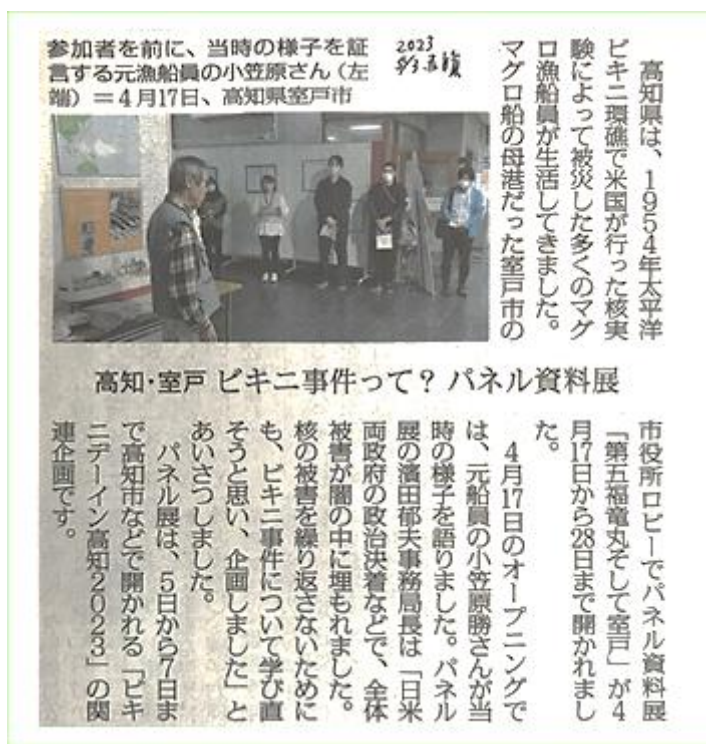 高知・室戸 ビキニ事件って？ パネル資料展
高知県は、1954年太平洋
ビキニ環礁で米国が行った核実
験によって被災した多くのマグ
ロ漁船員が生活してきました。
マグロ船の母港だった室戸市の
市役所ロビーでパネル資料展
「第五福竜丸そして室戸」が4
月17日から28日まで開かれまし
た。
4月17日のオープニングで
は、元船員の小笠原勝さんが当
時の様子を語りました。パネル
展の濱田郁夫事務局長は「日米
両政府の政治決着などで、全体
被害が闇の中に埋もれました。
核の被害を繰り返さないために
も、ビキニ事件について学び直
そうと思い、企画しました」と
あいさつしました。
パネル展は、5日から7日ま
で高知市などで開かれる「ビキ
ニデーイン高知2023」の関
連企画です。
参加者を前に、当時の様子を証
言する元漁船員の小笠原さん（左
端）＝4月17日、高知県室戸市
2023
5/3 赤旗